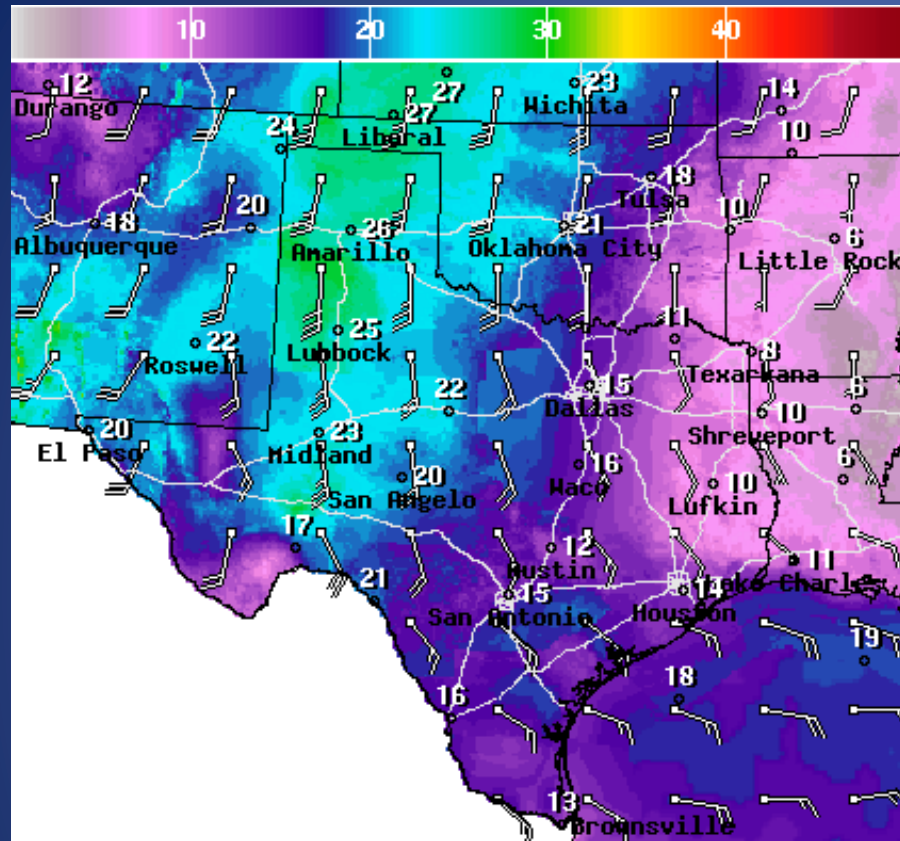 10 20 30 40
27
12 23 14
Durango Wichita
27
Liberal
24 10
18
Tulsa
20 10
18 26 21 6
Albuquerque Amarillo Oklahoma City Little Rock
11
22 25
Roswell Lubbock
8
Texarkana
15 6
22 Dallas
10
20 23 Shreveport
El Paso Midland
16 6
20 Waco 10
San Angelo Lufkin
17 12 11
Austin Lake Charles
21 15 14
San Antonio Houston
19
16 18
13
Brownsville